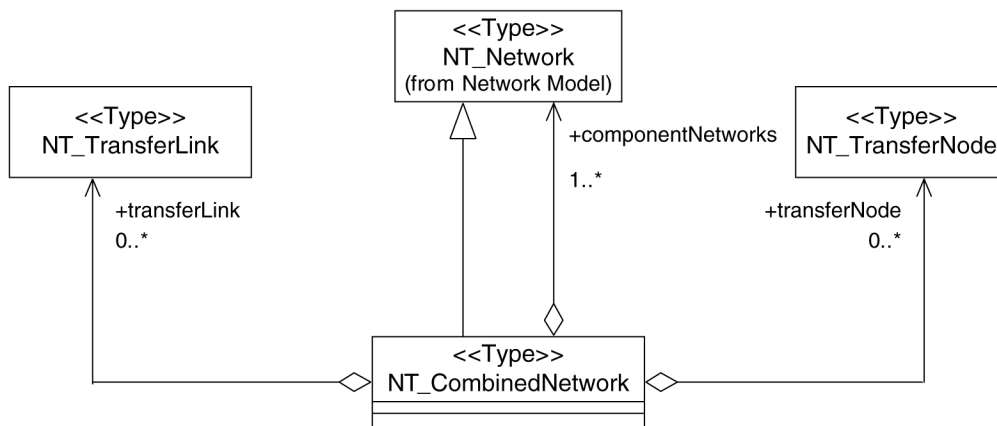 <<Type>>
NT_Network
(from Network Model)
<<Type>>
NT_TransferLink
<<Type>>
NT_TransferNode
+componentNetworks
1..*
+transferLink
0..*
+transferNode
0..*
<<Type>>
NT_CombinedNetwork